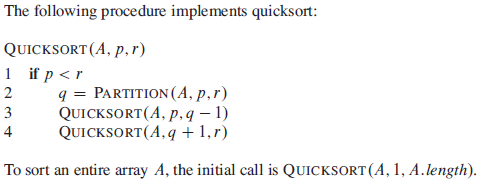 The following procedure implements quicksort:
QUICKSORT(A, p, r)
1 if p < r
2 q = PARTITION(A, p, r)
3 QUICKSORT(A, p, q − 1)
4 QUICKSORT(A, q + 1, r)
To sort an entire array A, the initial call is QUICKSORT(A, 1, A.length).